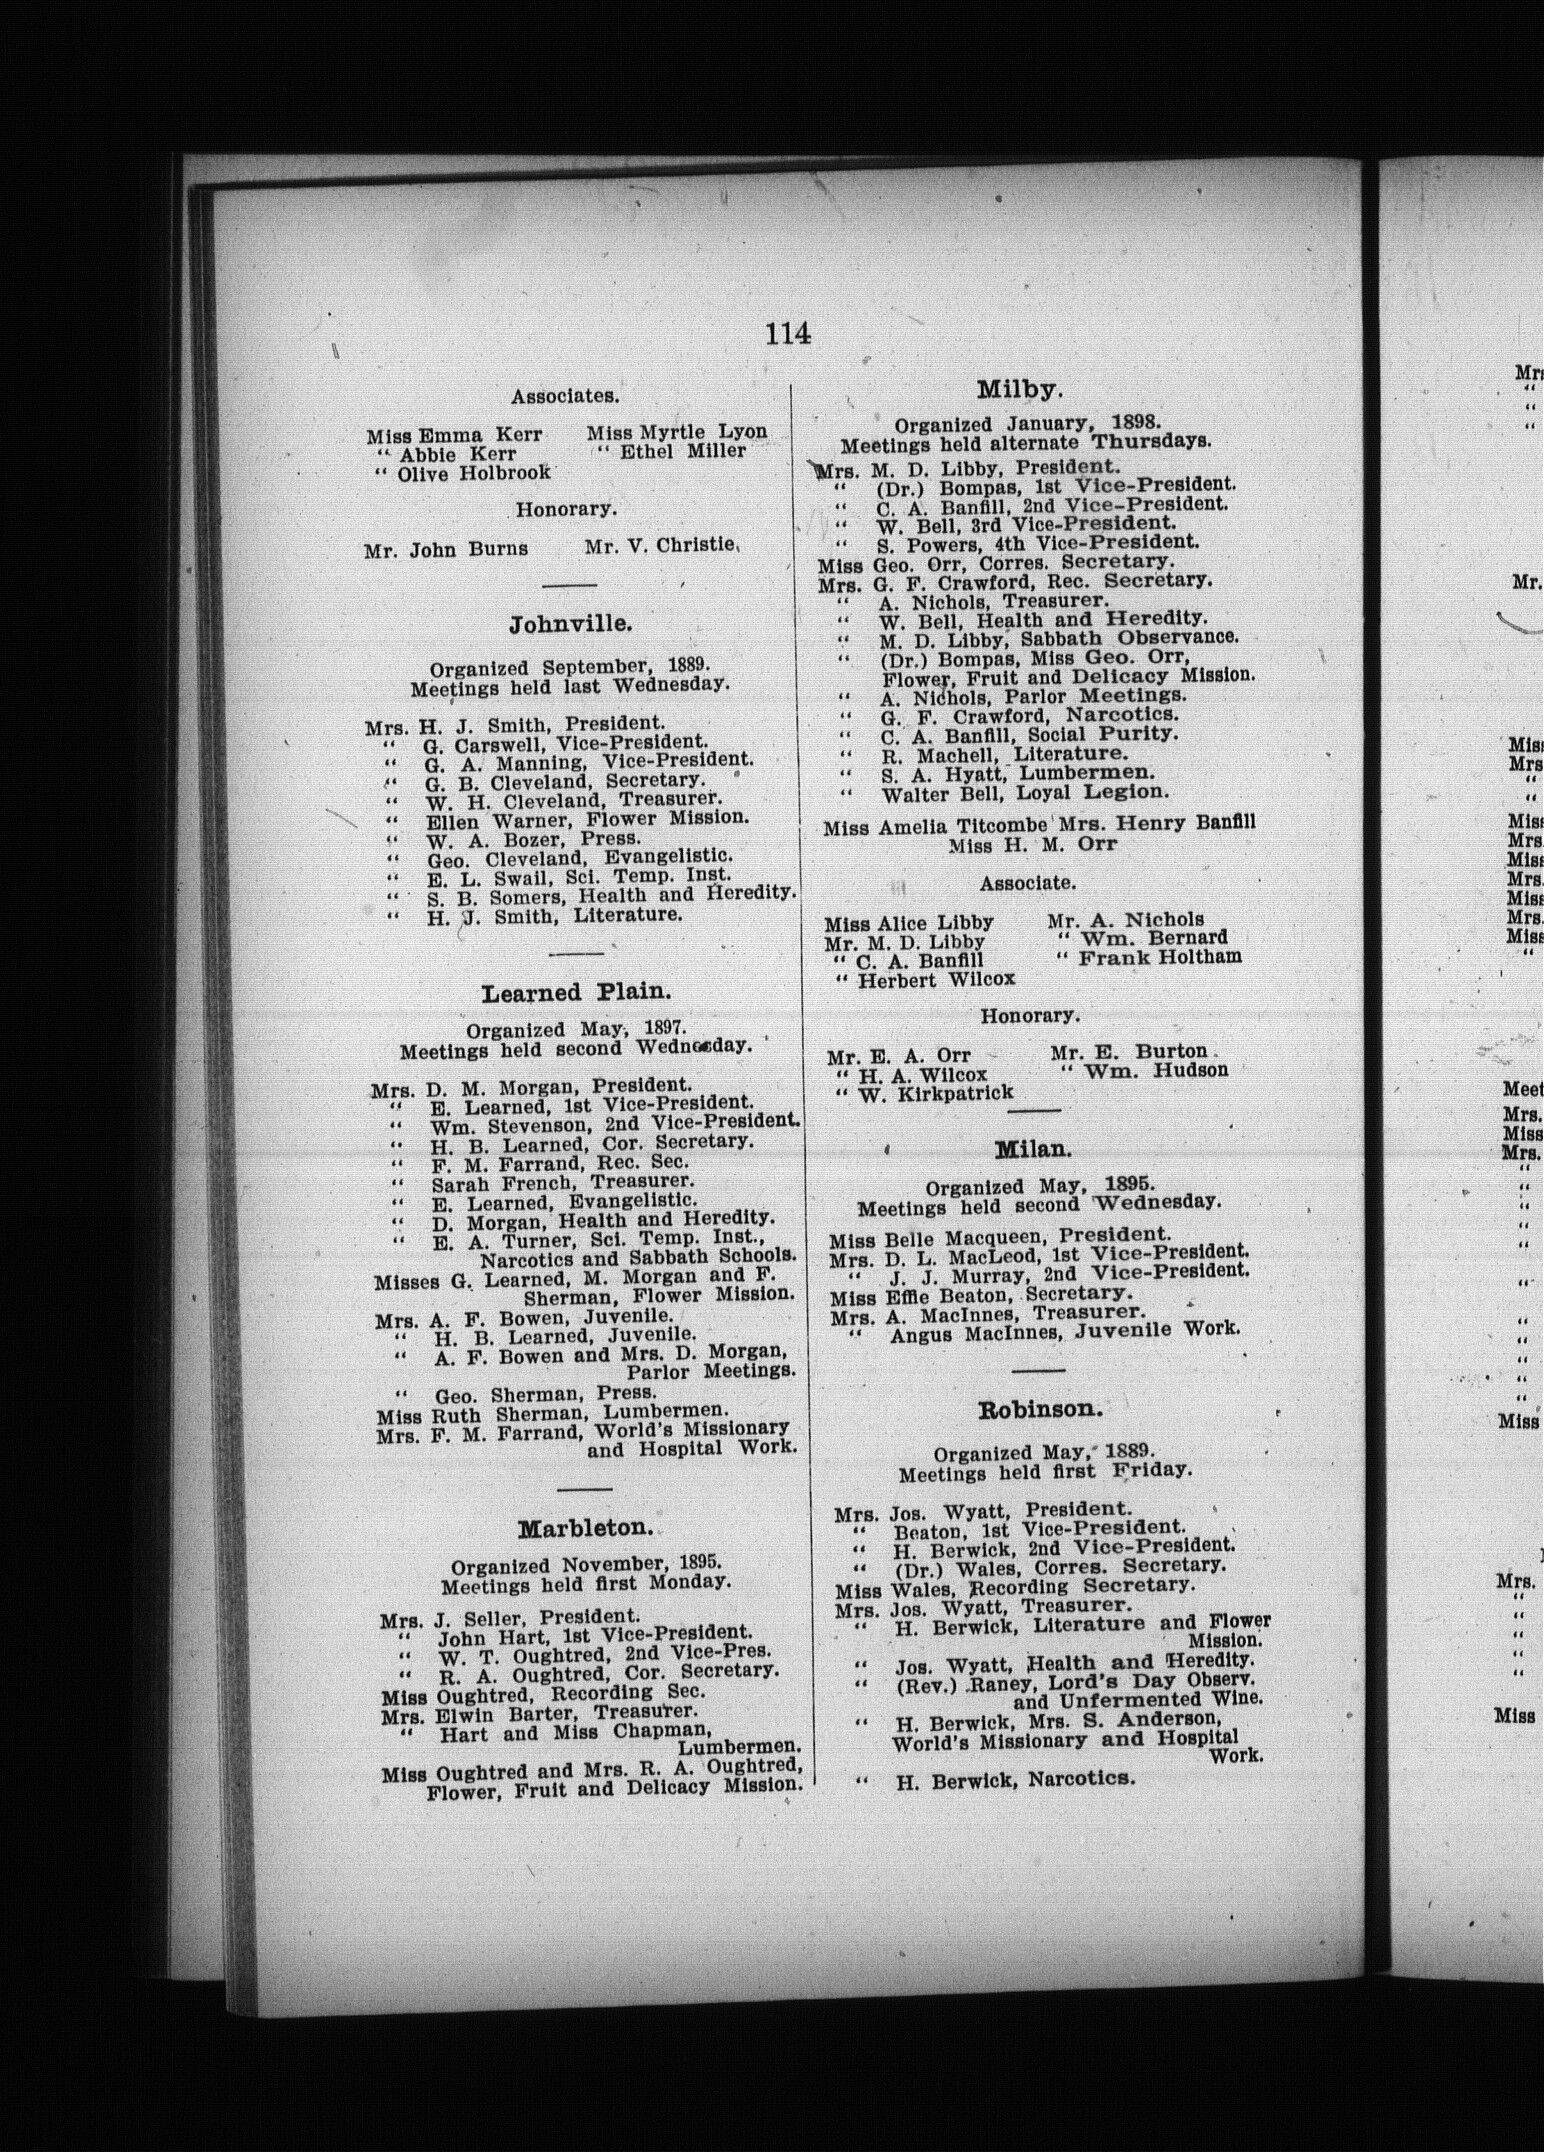 114
Associates.
Miss Emma Kerr Miss Myrtle Lyon
“ Abbie Kerr “ Ethel Miller
“ Olive Holbrook
Honorary.
Mr. John Burns Mr. V. Christie.
Johnville.
Organized September, 1889.
Meetings held last Wednesday.
Mrs. H. J. Smith, President.
“ G. Carswell, Vice-President.
“ G. A. Manning, Vice-President.
“ G. B. Cleveland, Secretary.
“ W. H. Cleveland, Treasurer.
“ Ellen Warner, Flower Mission.
“ W. A. Bozer, Press.
“ Geo. Cleveland, Evangelistic.
“ E. L. Swail, Sci. Temp. Inst.
“ S. B. Somers, Health and Heredity.
“ H. J. Smith, Literature.
Learned Plain.
Organized May, 1897.
Meetings held second Wednesday.
Mrs. D. M. Morgan, President.
“ E. Learned, 1st Vice-President.
“ Wm. Stevenson, 2nd Vice-President.
“ H. B. Learned, Cor. Secretary.
“ F. M. Farrand, Rec. Sec.
“ Sarah French, Treasurer.
“ E. Learned, Evangelistic.
“ D. Morgan, Health and Heredity.
“ E. A. Turner, Sci. Temp. Inst.,
Narcotics and Sabbath Schools.
Misses G. Learned, M. Morgan and F.
Sherman, Flower Mission.
Mrs. A. F. Bowen, Juvenile.
“ H. B. Learned, Juvenile.
“ A. F. Bowen and Mrs. D. Morgan,
Parlor Meetings.
“ Geo. Sherman, Press.
Miss Ruth Sherman, Lumbermen.
Mrs. F. M. Farrand, World's Missionary
and Hospital Work.
Marbleton.
Organized November, 1895.
Meetings held first Monday.
Mrs. J. Seller, President.
“ John Hart, 1st Vice-President.
“ W. T. Oughtred, 2nd Vice-Pres.
“ R. A. Oughtred, Cor. Secretary.
Miss Oughtred, Recording Sec.
Mrs. Elwin Barter, Treasurer.
“ Hart and Miss Chapman,
Lumbermen.
Miss Oughtred and Mrs. R. A. Oughtred,
Flower, Fruit and Delicacy Mission.
Milby.
Organized January, 1898.
Meetings held alternate Thursdays.
Mrs. M. D. Libby, President.
“ (Dr.) Bompas, 1st Vice-President.
“ C. A. Banfill, 2nd Vice-President.
“ W. Bell, 3rd Vice-President.
“ S. Powers, 4th Vice-President.
Miss Geo. Orr, Corres. Secretary.
Mrs. G. F. Crawford, Rec. Secretary.
“ A. Nichols, Treasurer.
“ W. Bell, Health and Heredity.
“ M. D. Libby, Sabbath Observance.
“ (Dr.) Bompas, Miss Geo. Orr,
Flower, Fruit and Delicacy Mission.
“ A. Nichols, Parlor Meetings.
“ G. F. Crawford, Narcotics.
“ C. A. Banfill, Social Purity.
“ R. Machell, Literature.
“ S. A. Hyatt, Lumbermen.
“ Walter Bell, Loyal Legion.
Miss Amelia Titcombe Mrs. Henry Banfill
Miss H. M. Orr
Associate.
Miss Alice Libby Mr. A. Nichols
Mr. M. D. Libby “ Wm. Bernard
“ C. A. Banfill “ Frank Holtham
“ Herbert Wilcox
Honorary.
Mr. E. A. Orr Mr. E. Burton
“ H. A. Wilcox “ Wm. Hudson
“ W. Kirkpatrick
Milan.
Organized May, 1895.
Meetings held second Wednesday.
Miss Belle Macqueen, President.
Mrs. D. L. MacLeod, 1st Vice-President.
“ J. J. Murray, 2nd Vice-President.
Miss Effie Beaton, Secretary.
Mrs. A. MacInnes, Treasurer.
“ Angus MacInnes, Juvenile Work.
Robinson.
Organized May, 1889.
Meetings held first Friday.
Mrs. Jos. Wyatt, President.
“ Beaton, 1st Vice-President.
“ H. Berwick, 2nd Vice-President.
“ (Dr.) Wales, Corres. Secretary.
Miss Wales, Recording Secretary.
Mrs. Jos. Wyatt, Treasurer.
“ H. Berwick, Literature and Flower
Mission.
“ Jos. Wyatt, Health and Heredity.
“ (Rev.) Raney, Lord's Day Observ.
and Unfermented Wine.
“ H. Berwick, Mrs. S. Anderson,
World's Missionary and Hospital
Work.
“ H. Berwick, Narcotics.